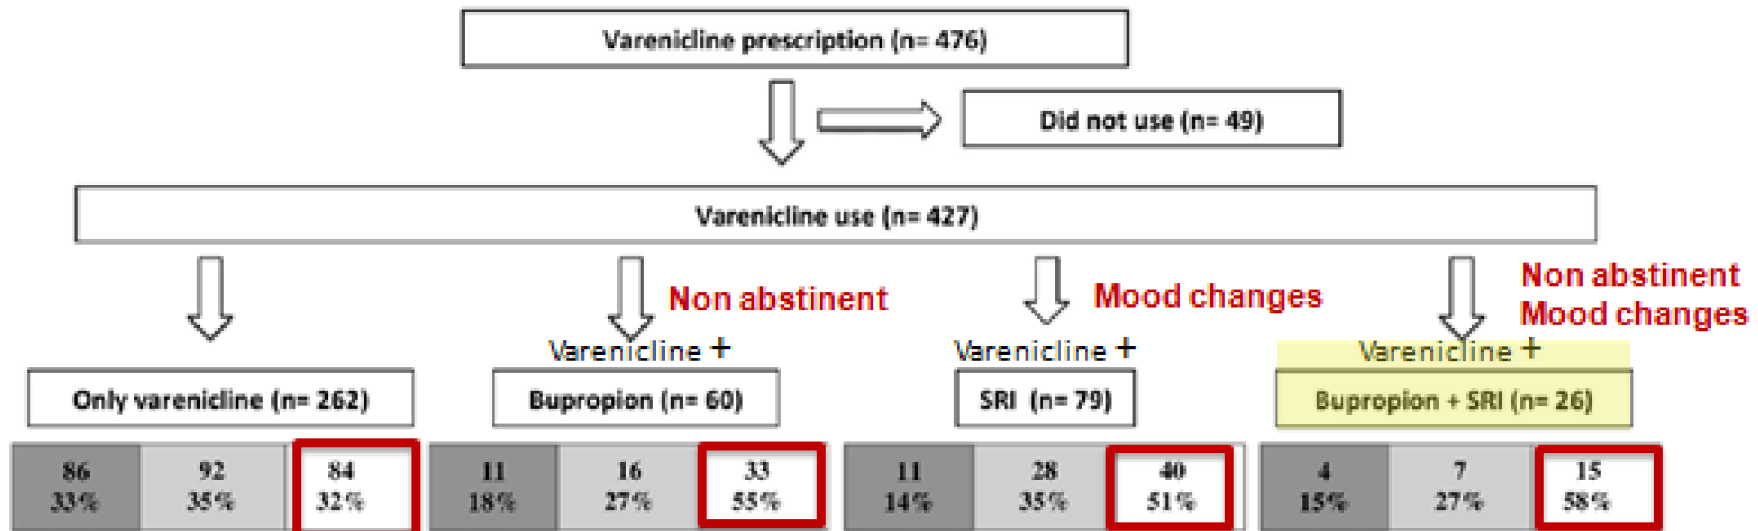 Varenicline prescription (n= 476)
Did not use (n= 49)
Varenicline use (n= 427)
Non abstinent
Mood changes
Non abstinent
Mood changes
Varenicline +
Varenicline +
Varenicline +
Only varenicline (n= 262)
Bupropion (n= 60)
SRI (n= 79)
Bupropion + SRI (n= 26)
86 92 84 11 16 33 11 28 40 4 7 15
33% 35% 32% 18% 27% 55% 14% 35% 51% 15% 27% 58%